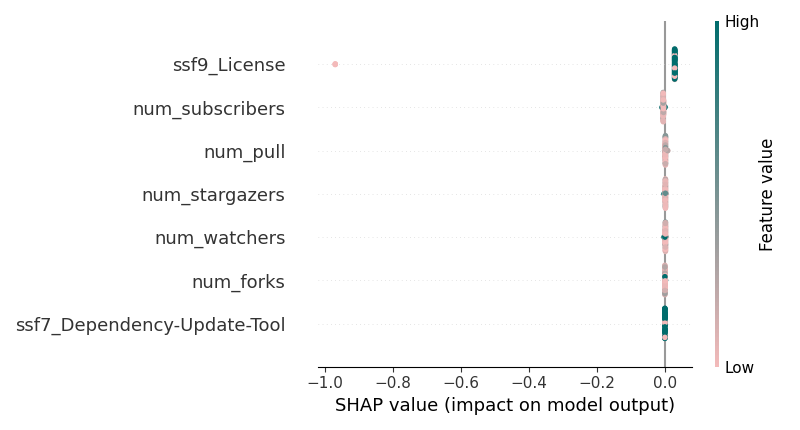 High
ssf9_License
num_subscribers
num_pull
num_stargazers
num_watchers
num_forks
ssf7_Dependency-Update-Tool
Feature value
Low
−1.0 −0.8 −0.6 −0.4 −0.2 0.0
SHAP value (impact on model output)